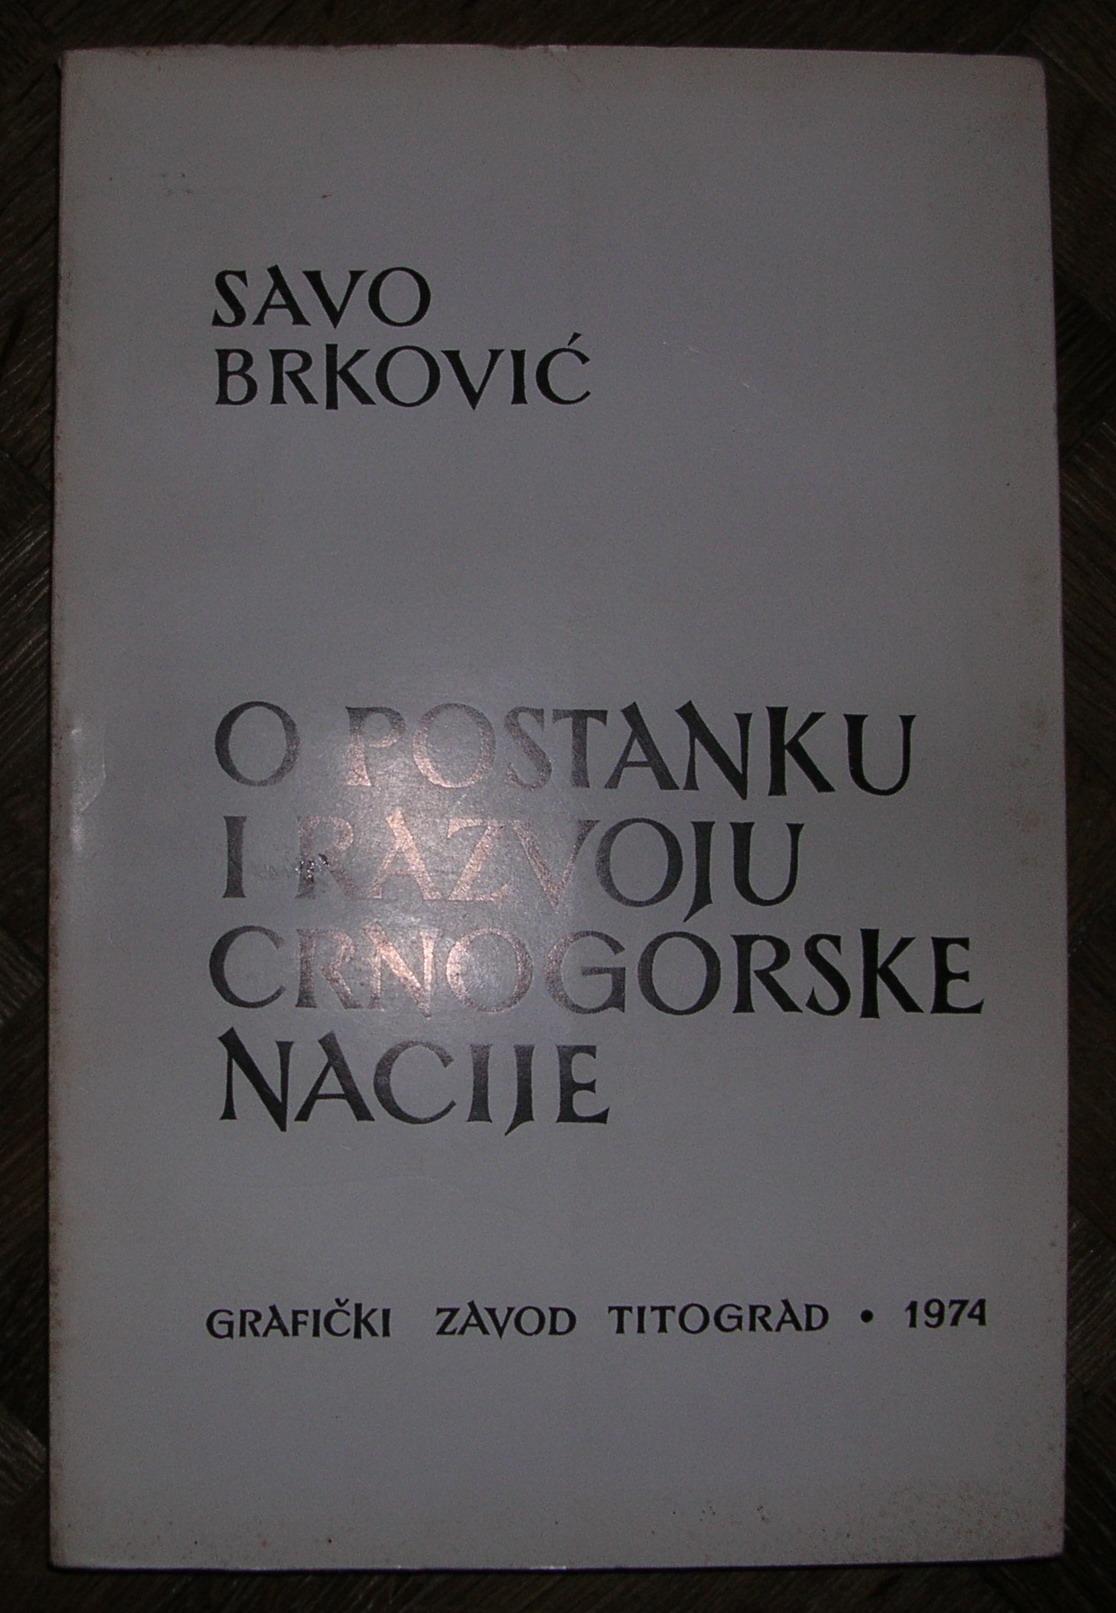 SAVO
BRKOVIĆ
O POSTANKU
I RAZVOJU
CRNOGORSKE
NACIJE
GRAFIČKI ZAVOD TITOGRAD • 1974